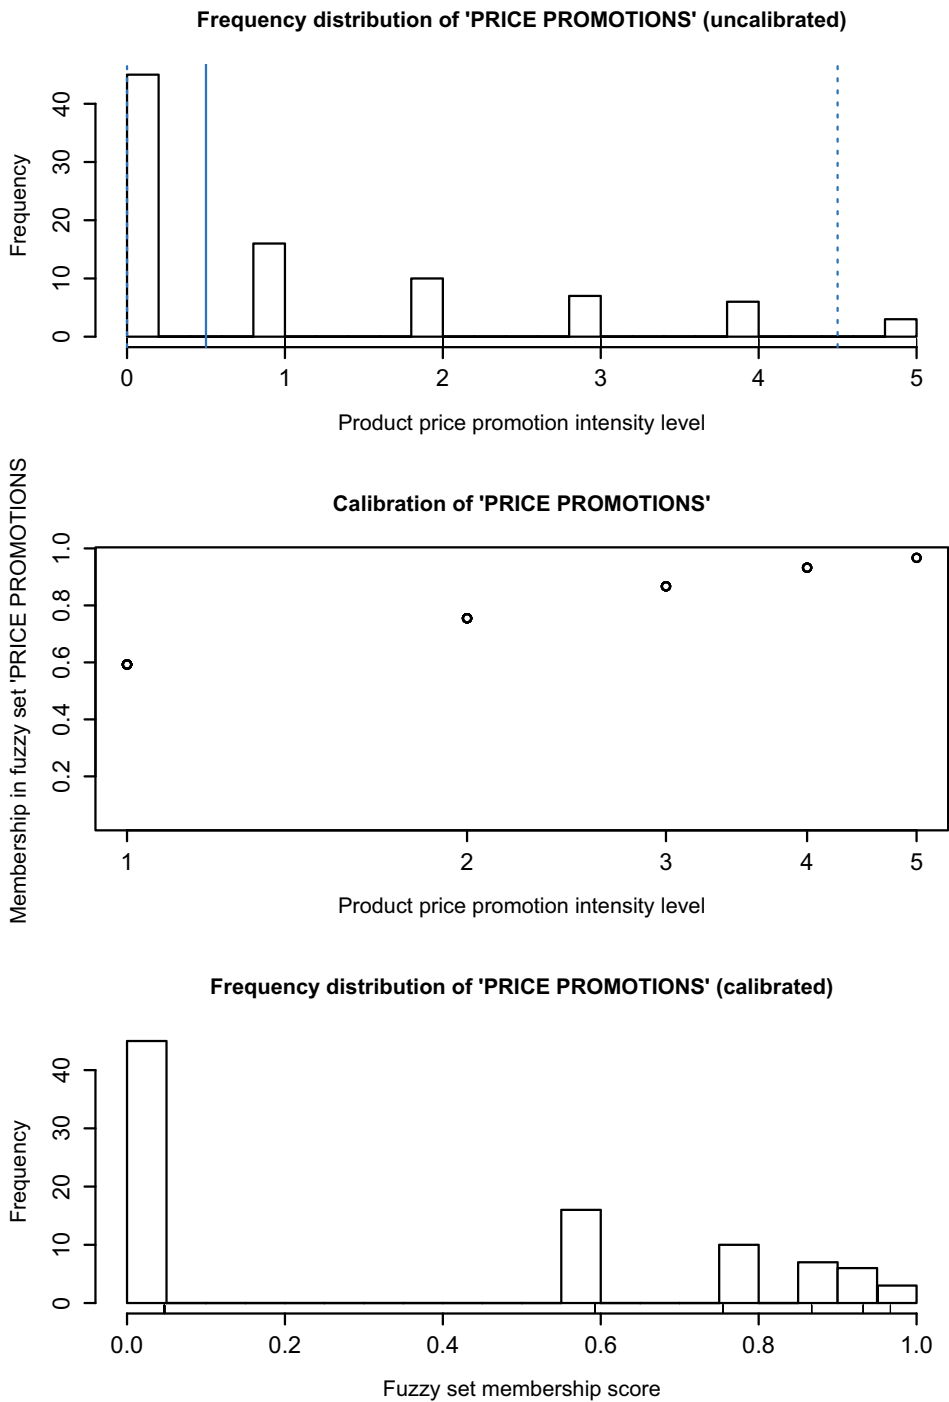 Frequency distribution of 'PRICE PROMOTIONS' (uncalibrated)
Frequency
40
30
20
10
0
0 1 2 3 4 5
Product price promotion intensity level
Calibration of 'PRICE PROMOTIONS'
Membership in fuzzy set 'PRICE PROMOTIONS
1.0
0.8
0.6
0.4
0.2
1 2 3 4 5
Product price promotion intensity level
Frequency distribution of 'PRICE PROMOTIONS' (calibrated)
Frequency
40
30
20
10
0
0.0 0.2 0.4 0.6 0.8 1.0
Fuzzy set membership score